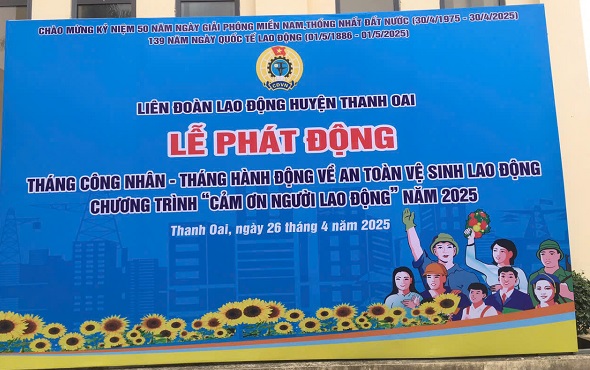 CHÀO MỪNG KỶ NIỆM 50 NĂM NGÀY GIẢI PHÓNG MIỀN NAM, THỐNG NHẤT ĐẤT NƯỚC (30/4/1975 - 30/4/2025)
139 NĂM NGÀY QUỐC TẾ LAO ĐỘNG (01/5/1886 - 01/5/2025)
LIÊN ĐOÀN LAO ĐỘNG HUYỆN THANH OAI
LỄ PHÁT ĐỘNG
THÁNG CÔNG NHÂN - THÁNG HÀNH ĐỘNG VỀ AN TOÀN VỆ SINH LAO ĐỘNG
CHƯƠNG TRÌNH "CẢM ƠN NGƯỜI LAO ĐỘNG" NĂM 2025
Thanh Oai, ngày 26 tháng 4 năm 2025